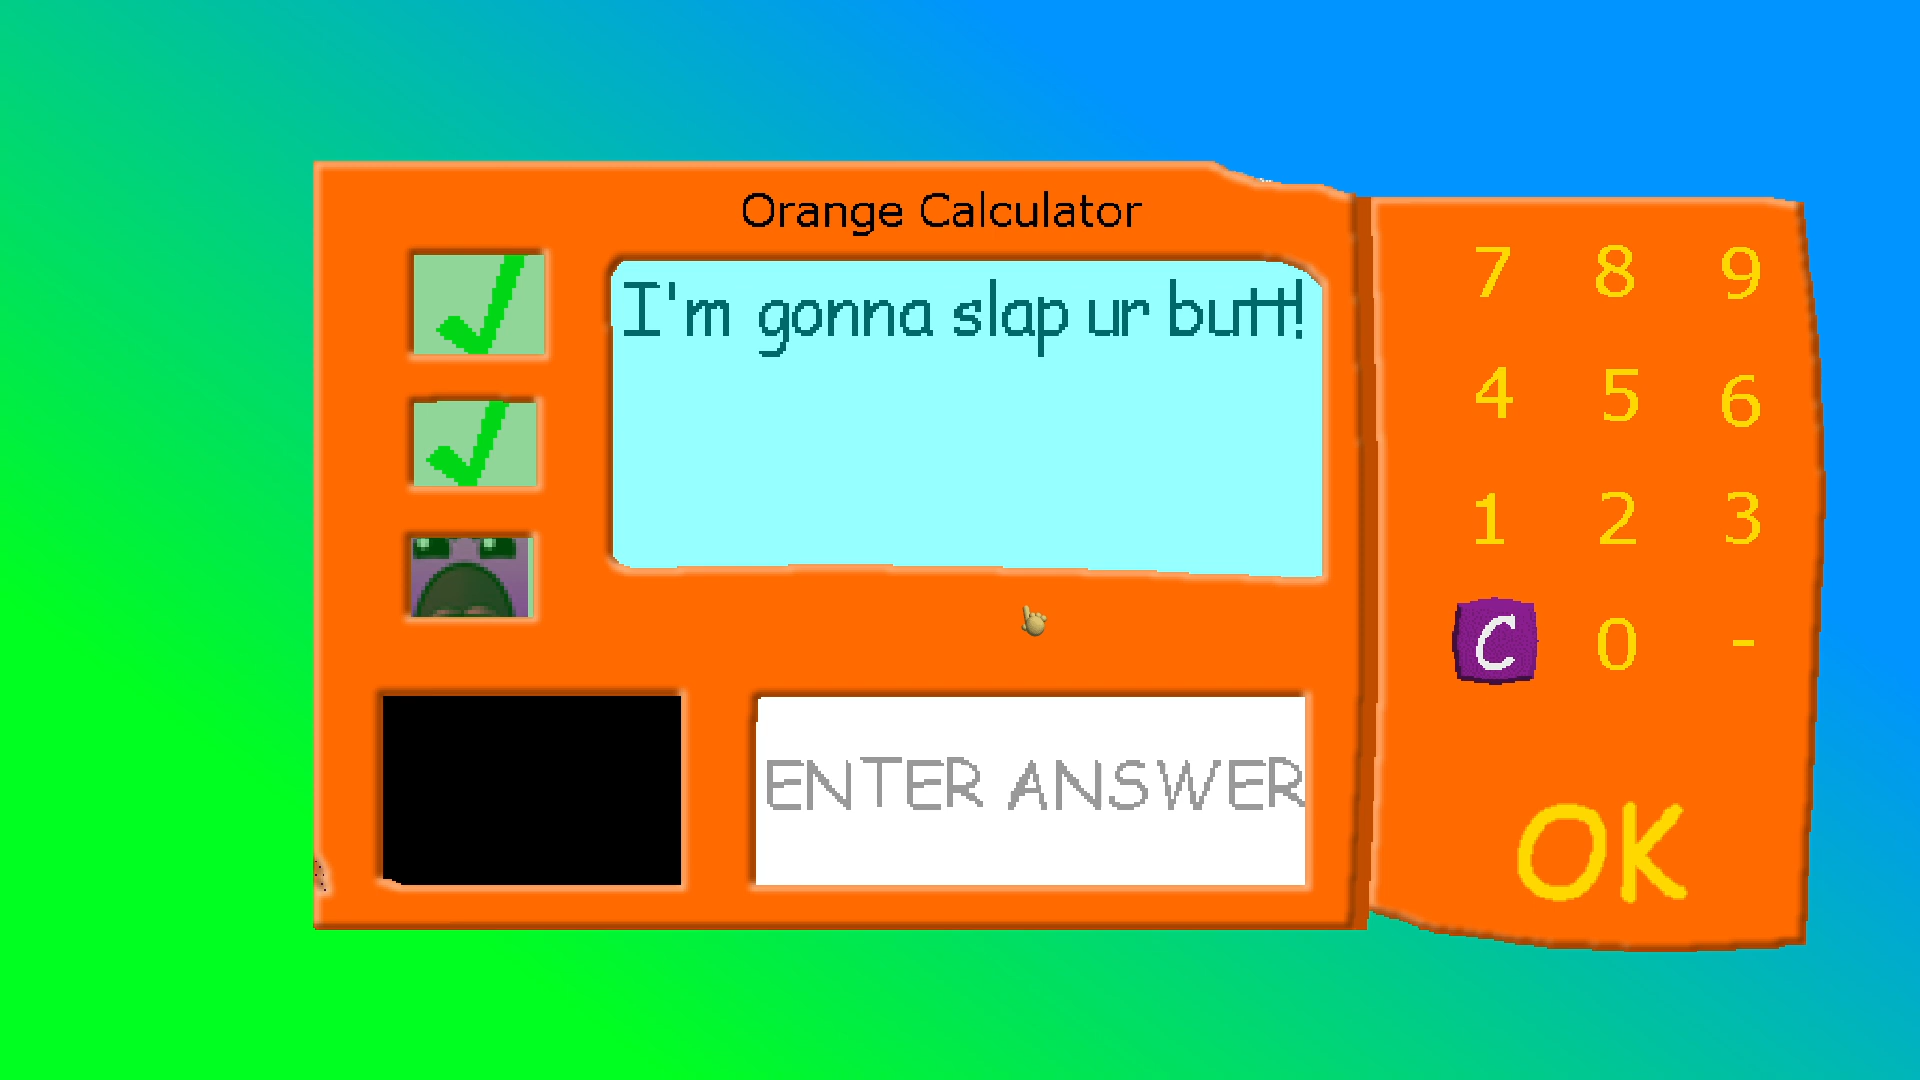 Orange Calculator
I'm gonna slap ur butt!
ENTER ANSWER
7 8 9
4 5 6
1 2 3
C 0 -
OK